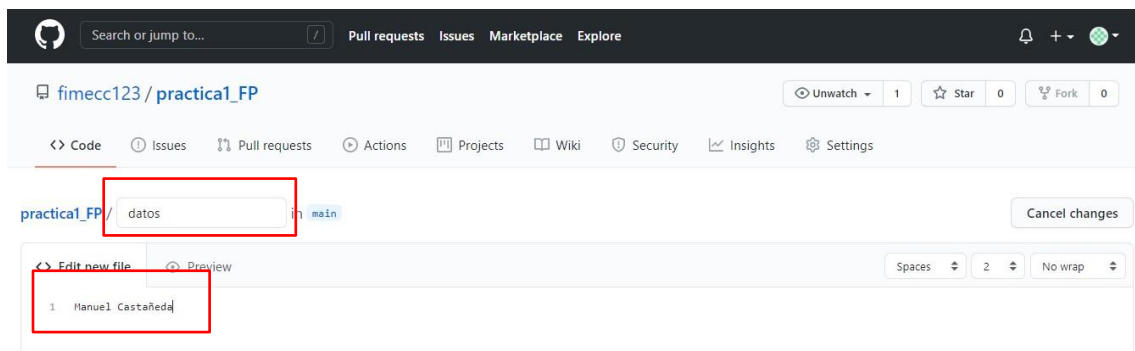 Search or jump to... / Pull requests Issues Marketplace Explore
fimecc123 / practica1_FP Unwatch 1 Star 0 Fork 0
<> Code Issues Pull requests Actions Projects Wiki Security Insights Settings
practica1_FP / datos in main Cancel changes
<> Edit new file Preview Spaces 2 No wrap
1 Manuel Castañeda